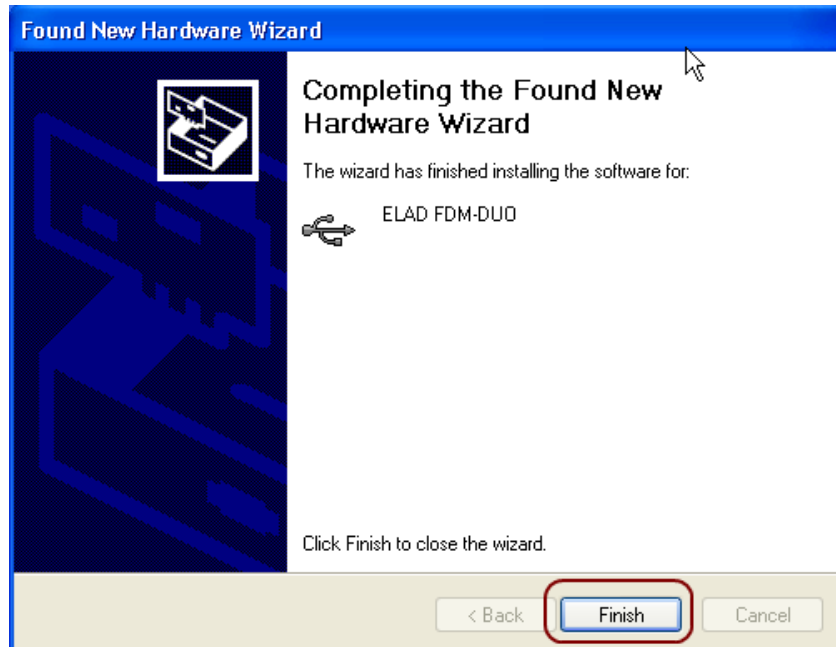 Found New Hardware Wizard
Completing the Found New
Hardware Wizard
The wizard has finished installing the software for:
ELAD FDM-DUO
Click Finish to close the wizard.
< Back Finish Cancel